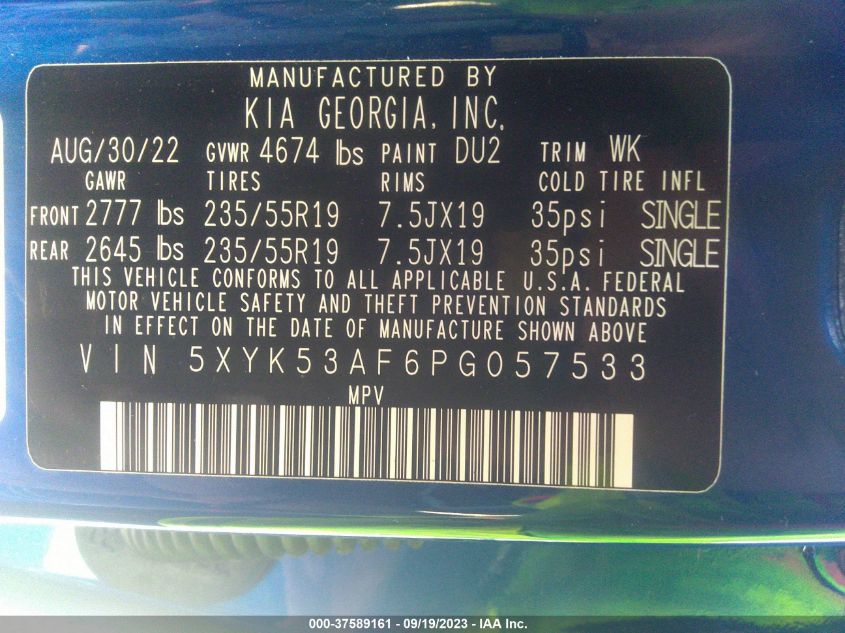 MANUFACTURED BY
KIA GEORGIA, INC.
AUG/30/22 GVWR 4674 lbs PAINT DU2 TRIM WK
GAWR TIRES RIMS COLD TIRE INFL
FRONT 2777 lbs 235/55R19 7.5JX19 35psi SINGLE
REAR 2645 lbs 235/55R19 7.5JX19 35psi SINGLE
THIS VEHICLE CONFORMS TO ALL APPLICABLE U.S.A. FEDERAL
MOTOR VEHICLE SAFETY AND THEFT PREVENTION STANDARDS
IN EFFECT ON THE DATE OF MANUFACTURE SHOWN ABOVE
VIN 5XYK53AF6PG057533
MPV
000-37589161 - 09/19/2023 - IAA Inc.